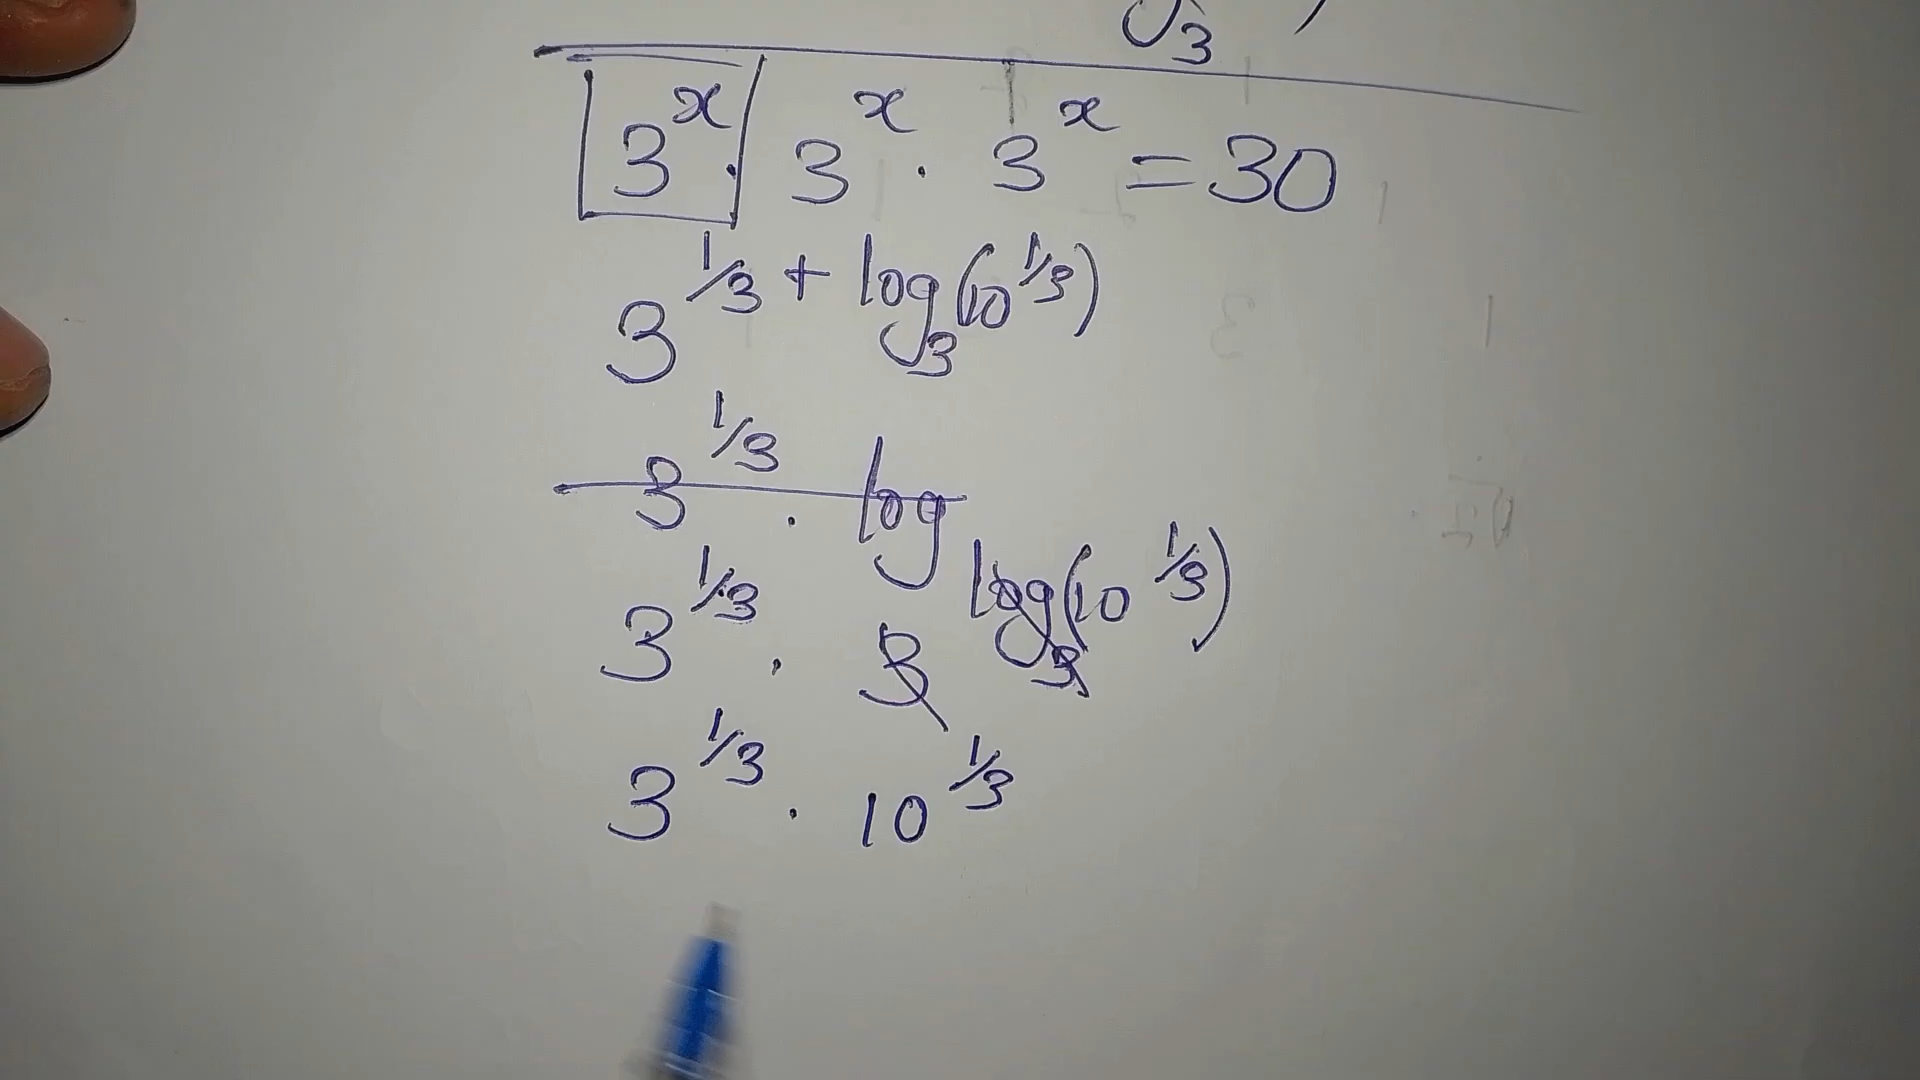 3
3^x · 3^x · 3^x = 30
3^(1/3 + log_3(10^(1/3)))
3^(1/3) · log
3^(1/3) · 3^(log_3(10^(1/3)))
3^(1/3) · 10^(1/3)